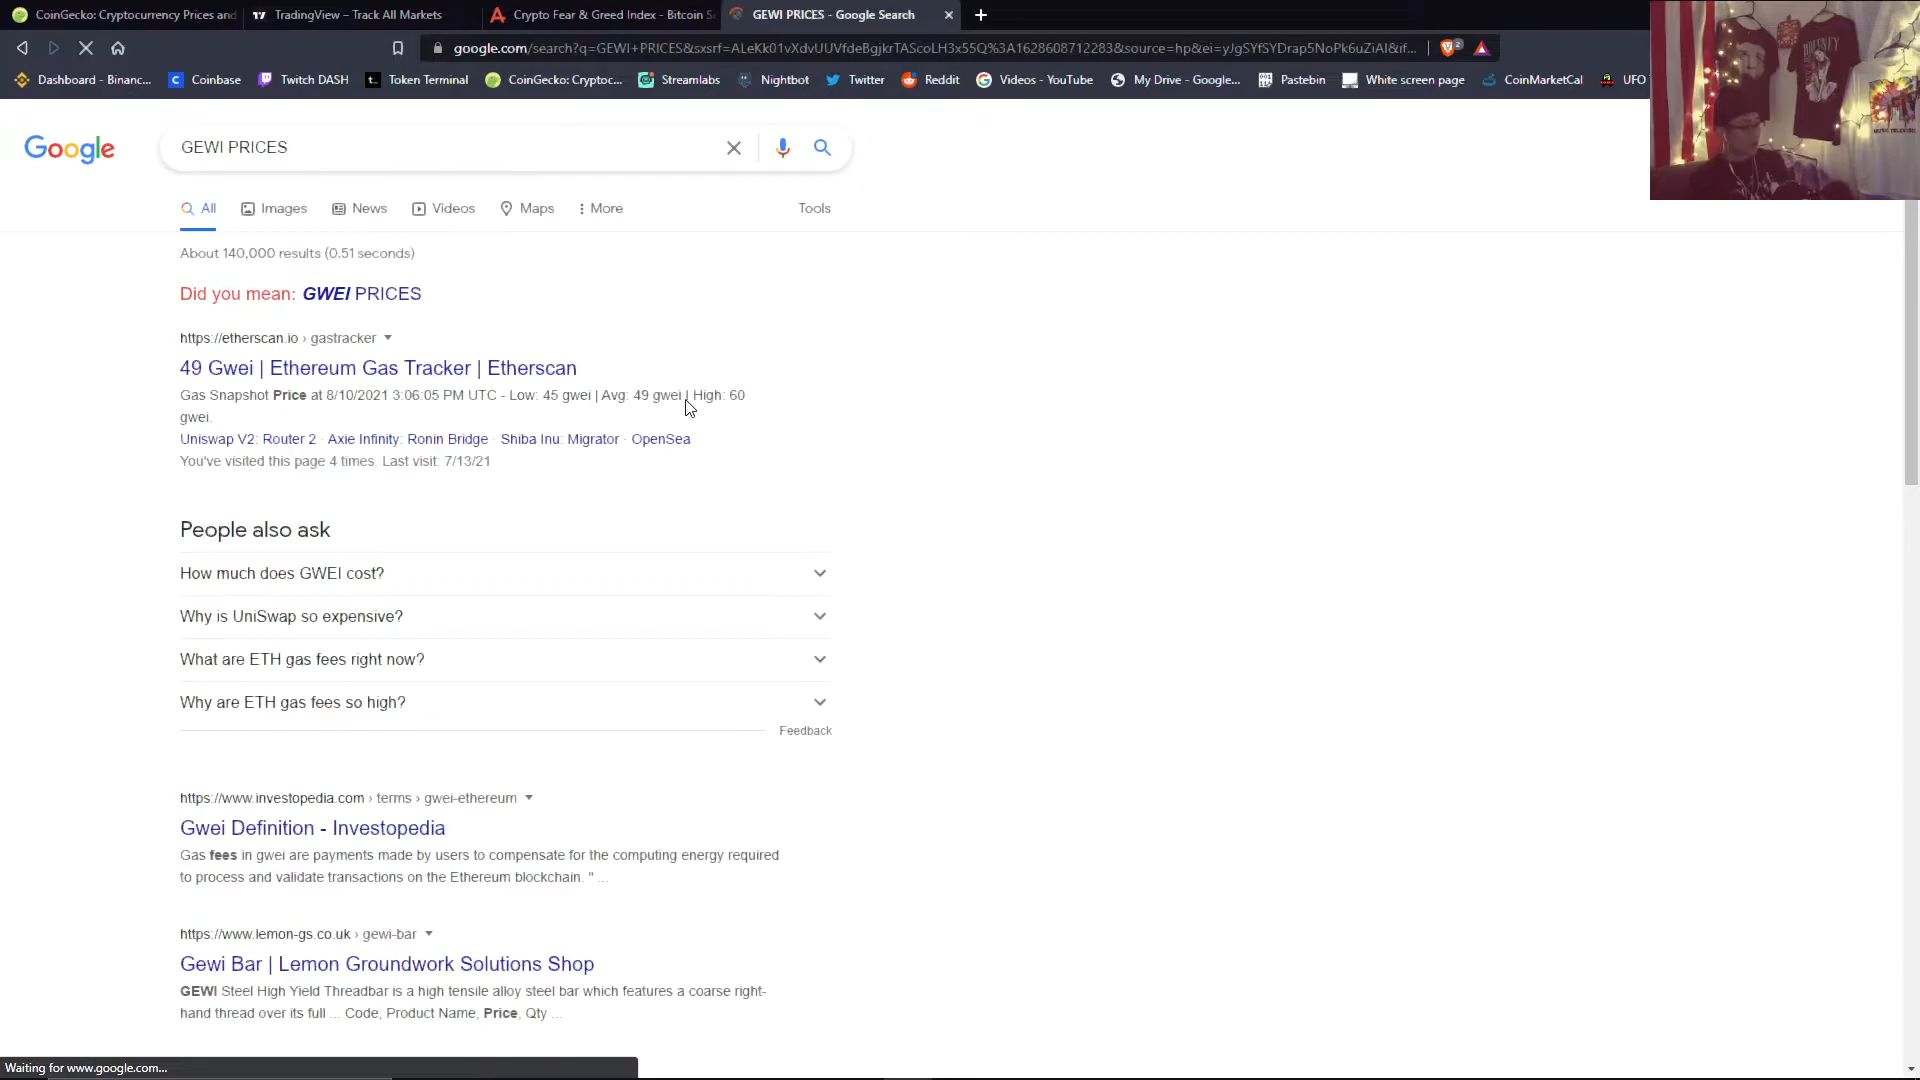 CoinGecko: Cryptocurrency Prices and
TradingView – Track All Markets
Crypto Fear & Greed Index - Bitcoin S
GEWI PRICES - Google Search
google.com/search?q=GEWI+PRICES&sxsrf=ALeKk01vXdvUUVfdeBgjkrTAScoLH3x55Q%3A1628608712283&source=hp&ei=yJgSYfSYDrap5NoPk6uZiAI&if...
2
Dashboard - Binanc...
Coinbase
Twitch DASH
Token Terminal
CoinGecko: Cryptoc...
Streamlabs
Nightbot
Twitter
Reddit
Videos - YouTube
My Drive - Google...
Pastebin
White screen page
CoinMarketCal
UFO
Google
GEWI PRICES
All
Images
News
Videos
Maps
More
Tools
About 140,000 results (0.51 seconds)
Did you mean: GWEI PRICES
https://etherscan.io › gastracker
49 Gwei | Ethereum Gas Tracker | Etherscan
Gas Snapshot Price at 8/10/2021 3:06:05 PM UTC - Low: 45 gwei | Avg: 49 gwei | High: 60
gwei.
Uniswap V2: Router 2 · Axie Infinity: Ronin Bridge · Shiba Inu: Migrator · OpenSea
You've visited this page 4 times. Last visit: 7/13/21
People also ask
How much does GWEI cost?
Why is UniSwap so expensive?
What are ETH gas fees right now?
Why are ETH gas fees so high?
Feedback
https://www.investopedia.com › terms › gwei-ethereum
Gwei Definition - Investopedia
Gas fees in gwei are payments made by users to compensate for the computing energy required
to process and validate transactions on the Ethereum blockchain. " ...
https://www.lemon-gs.co.uk › gewi-bar
Gewi Bar | Lemon Groundwork Solutions Shop
GEWI Steel High Yield Threadbar is a high tensile alloy steel bar which features a coarse right-
hand thread over its full ... Code, Product Name, Price, Qty ...
Waiting for www.google.com...